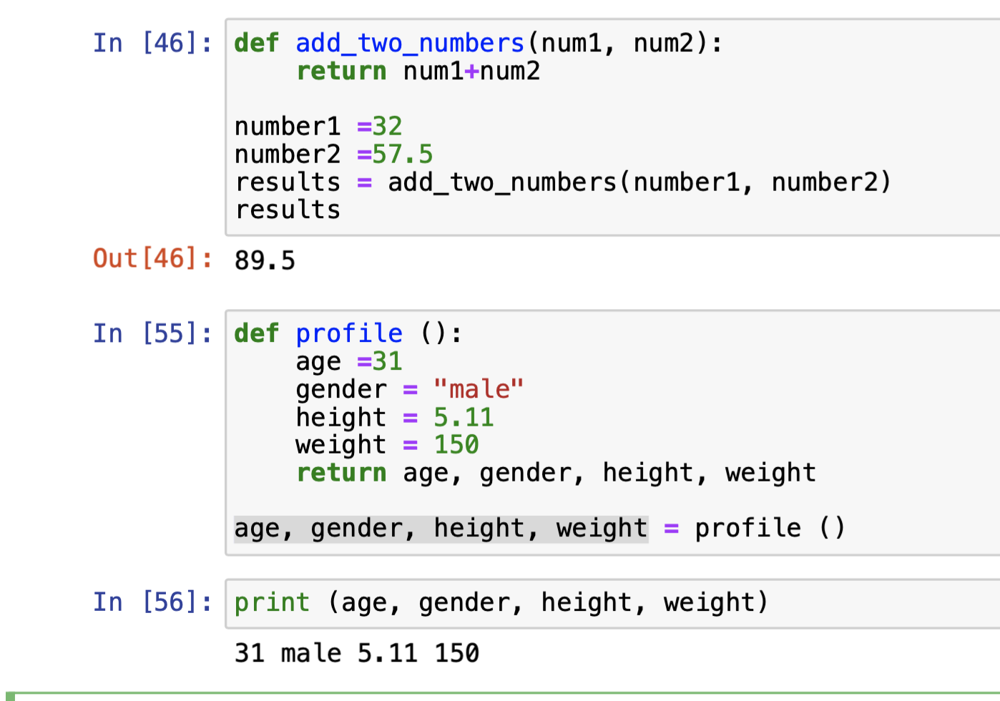 In [46]: def add_two_numbers(num1, num2):
    return num1+num2
number1 =32
number2 =57.5
results = add_two_numbers(number1, number2)
results
Out[46]: 89.5
In [55]: def profile ():
    age =31
    gender = "male"
    height = 5.11
    weight = 150
    return age, gender, height, weight
age, gender, height, weight = profile ()
In [56]: print (age, gender, height, weight)
31 male 5.11 150